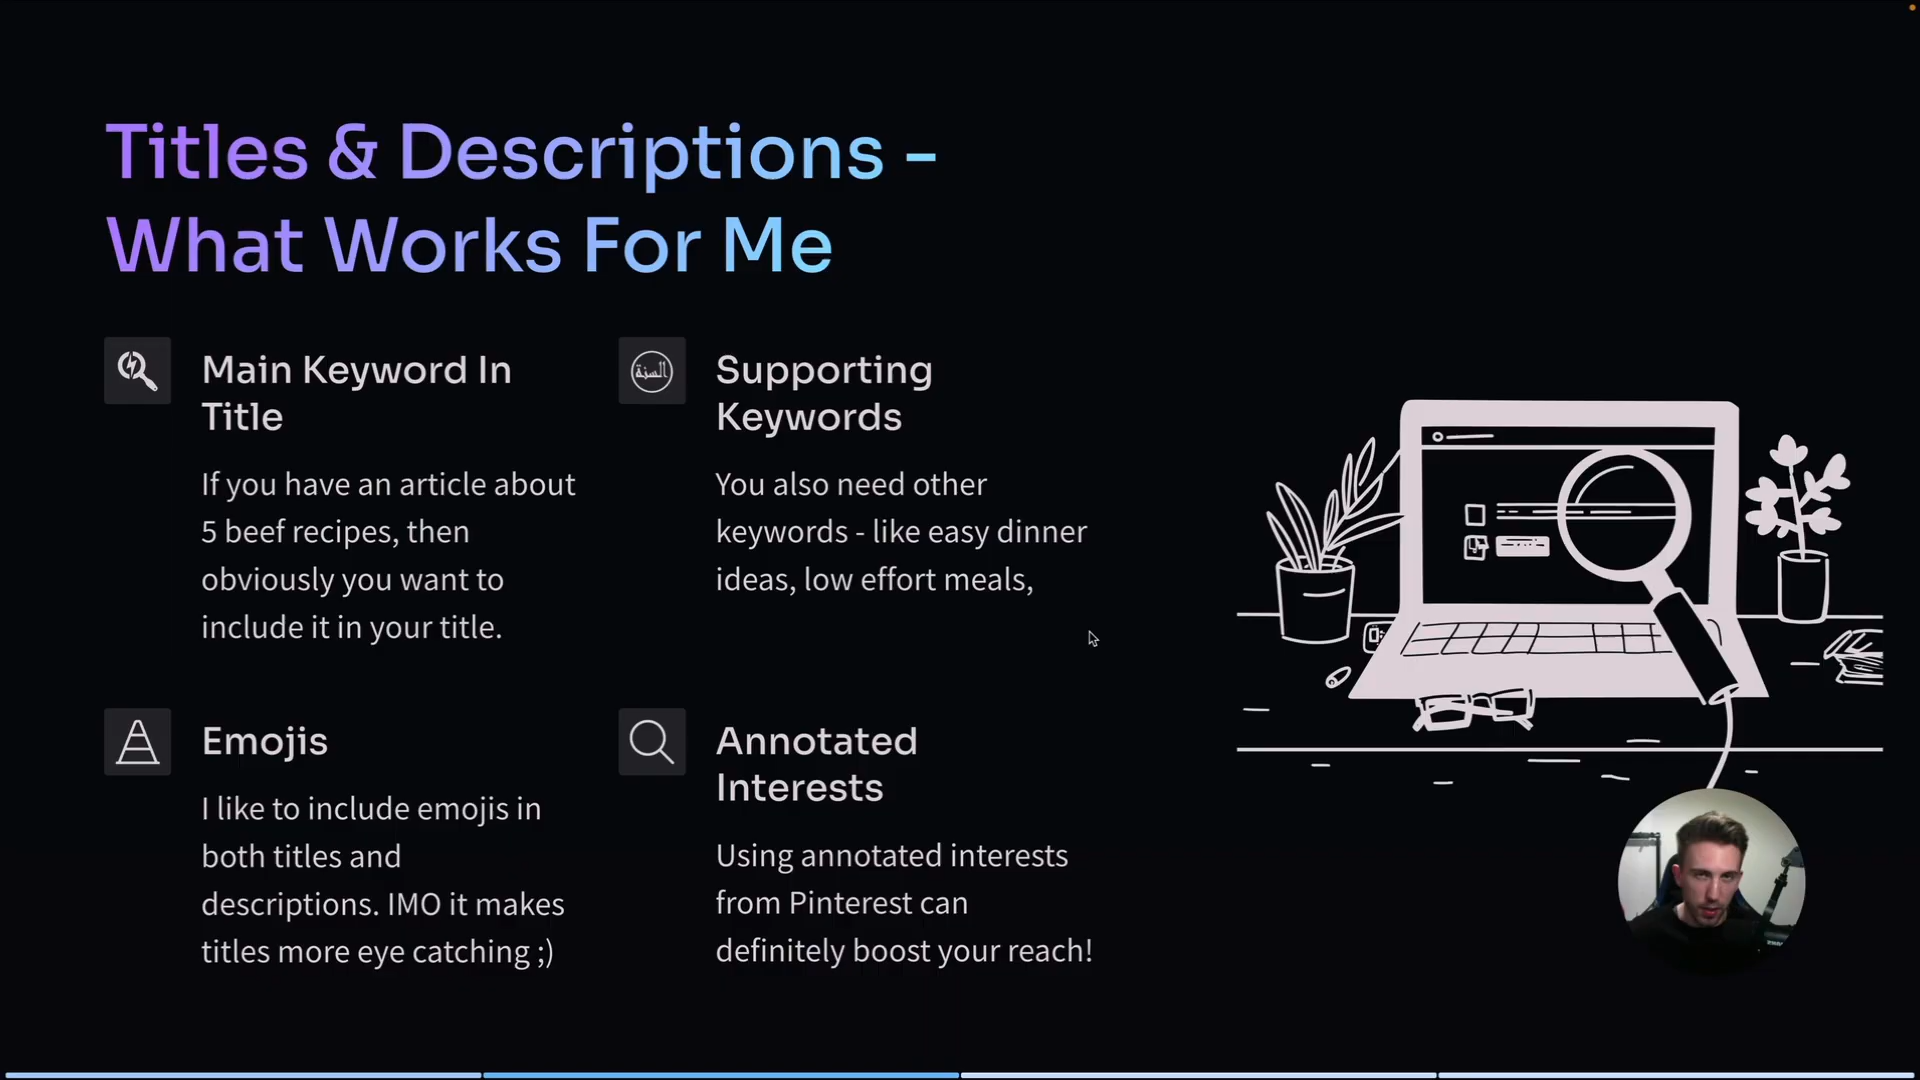 Titles & Descriptions -
What Works For Me
Main Keyword In
Title
If you have an article about
5 beef recipes, then
obviously you want to
include it in your title.
السنة
Supporting
Keywords
You also need other
keywords - like easy dinner
ideas, low effort meals,
Emojis
I like to include emojis in
both titles and
descriptions. IMO it makes
titles more eye catching ;)
Annotated
Interests
Using annotated interests
from Pinterest can
definitely boost your reach!